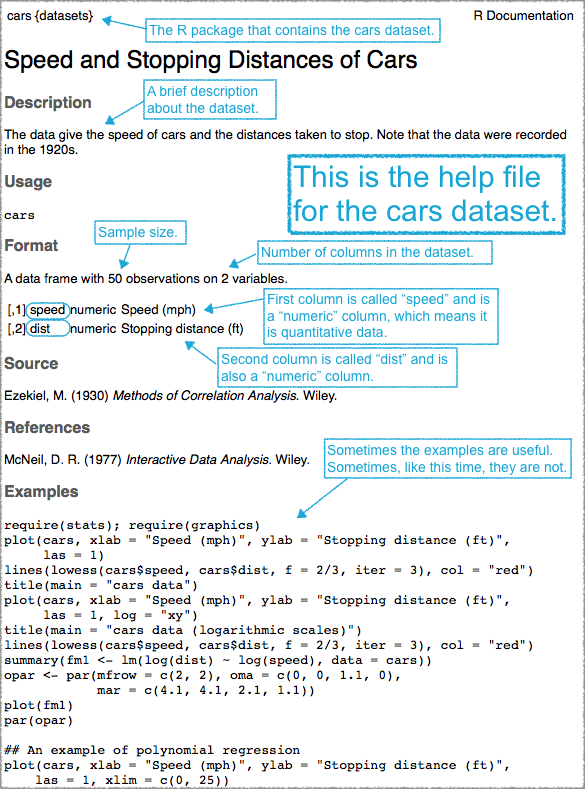 cars {datasets}
R Documentation
The R package that contains the cars dataset.
Speed and Stopping Distances of Cars
Description
A brief description
about the dataset.
The data give the speed of cars and the distances taken to stop. Note that the data were recorded
in the 1920s.
This is the help file
for the cars dataset.
Usage
cars
Sample size.
Format
Number of columns in the dataset.
A data frame with 50 observations on 2 variables.
[,1] speed numeric Speed (mph)
[,2] dist numeric Stopping distance (ft)
First column is called “speed” and is
a “numeric” column, which means it
is quantitative data.
Second column is called “dist” and is
also a “numeric” column.
Source
Ezekiel, M. (1930) Methods of Correlation Analysis. Wiley.
References
McNeil, D. R. (1977) Interactive Data Analysis. Wiley.
Sometimes the examples are useful.
Sometimes, like this time, they are not.
Examples
require(stats); require(graphics)
plot(cars, xlab = "Speed (mph)", ylab = "Stopping distance (ft)",
     las = 1)
lines(lowess(cars$speed, cars$dist, f = 2/3, iter = 3), col = "red")
title(main = "cars data")
plot(cars, xlab = "Speed (mph)", ylab = "Stopping distance (ft)",
     las = 1, log = "xy")
title(main = "cars data (logarithmic scales)")
lines(lowess(cars$speed, cars$dist, f = 2/3, iter = 3), col = "red")
summary(fm1 <- lm(log(dist) ~ log(speed), data = cars))
opar <- par(mfrow = c(2, 2), oma = c(0, 0, 1.1, 0),
            mar = c(4.1, 4.1, 2.1, 1.1))
plot(fm1)
par(opar)
## An example of polynomial regression
plot(cars, xlab = "Speed (mph)", ylab = "Stopping distance (ft)",
    las = 1, xlim = c(0, 25))